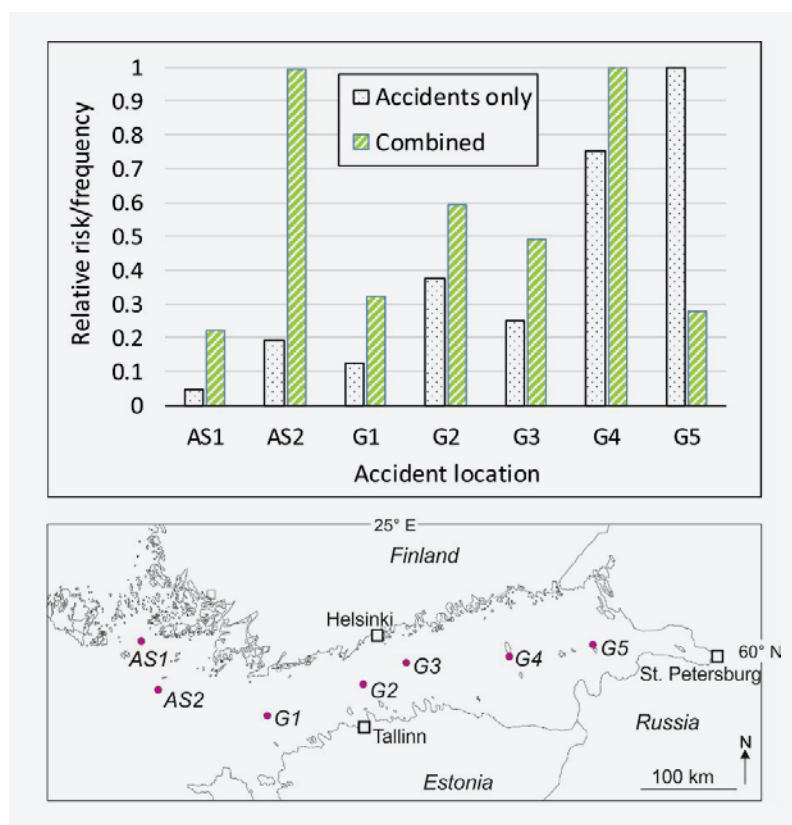 Relative risk/frequency
1
0.9
0.8
0.7
0.6
0.5
0.4
0.3
0.2
0.1
0
Accidents only
Combined
AS1 AS2 G1 G2 G3 G4 G5
Accident location
25° E
Finland
Helsinki
AS1
AS2
G1
G2
G3
G4
G5
60° N
St. Petersburg
Tallinn
Russia
Estonia
N
100 km